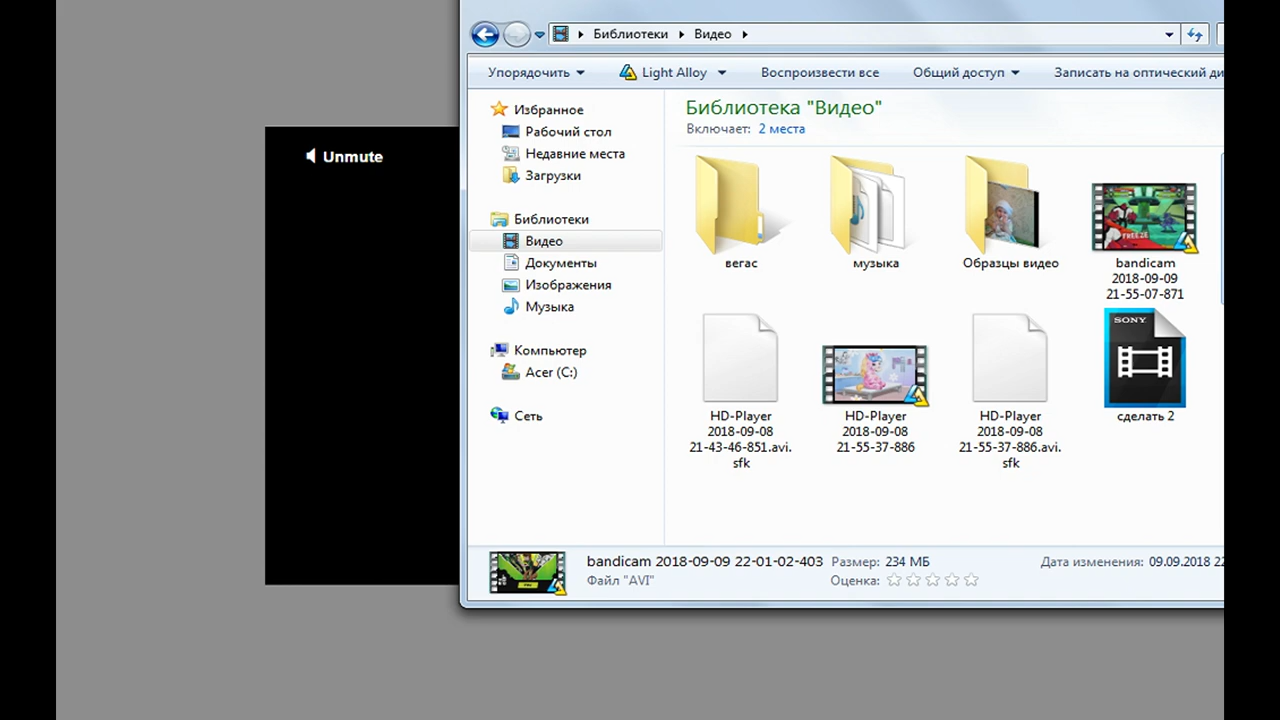 Библиотеки Видео
Упорядочить Light Alloy Воспроизвести все Общий доступ Записать на оптический ди
Избранное
Рабочий стол
Недавние места
Загрузки
Библиотеки
Видео
Документы
Изображения
Музыка
Компьютер
Acer (C:)
Сеть
Unmute
Библиотека "Видео"
Включает: 2 места
вегас
музыка
Образцы видео
FREEZE
bandicam
2018-09-09
21-55-07-871
HD-Player
2018-09-08
21-43-46-851.avi.
sfk
HD-Player
2018-09-08
21-55-37-886
HD-Player
2018-09-08
21-55-37-886.avi.
sfk
SONY
сделать 2
bandicam 2018-09-09 22-01-02-403 Размер: 234 МБ Дата изменения: 09.09.2018 22
Файл "AVI" Оценка: